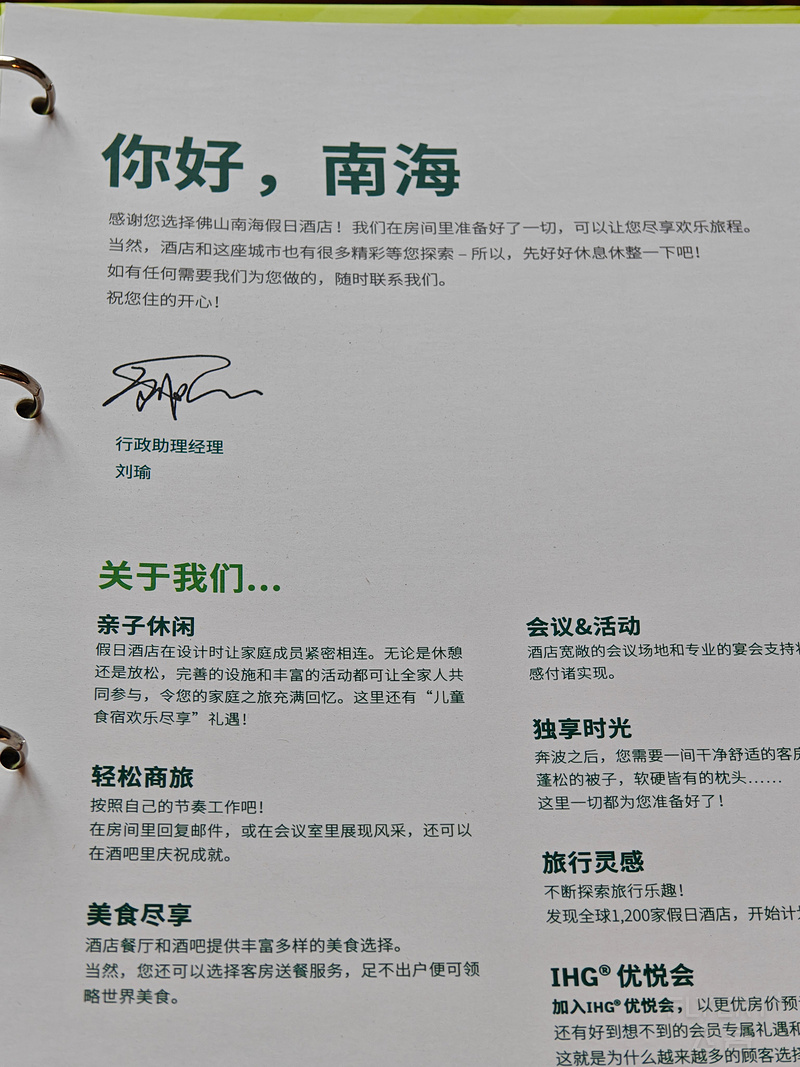 你好，南海
感谢您选择佛山南海假日酒店！我们在房间里准备好了一切，可以让您尽享欢乐旅程。
当然，酒店和这座城市也有很多精彩等您探索 – 所以，先好好休息休整一下吧！
如有任何需要我们为您做的，随时联系我们。
祝您住的开心！
行政助理经理
刘瑜
关于我们...
亲子休闲
假日酒店在设计时让家庭成员紧密相连。无论是休憩
还是放松，完善的设施和丰富的活动都可让全家人共
同参与，令您的家庭之旅充满回忆。这里还有“儿童
食宿欢乐尽享”礼遇！
轻松商旅
按照自己的节奏工作吧！
在房间里回复邮件，或在会议室里展现风采，还可以
在酒吧里庆祝成就。
美食尽享
酒店餐厅和酒吧提供丰富多样的美食选择。
当然，您还可以选择客房送餐服务，足不出户便可领
略世界美食。
会议&活动
酒店宽敞的会议场地和专业的宴会支持
感付诸实现。
独享时光
奔波之后，您需要一间干净舒适的客房
蓬松的被子，软硬皆有的枕头……
这里一切都为您准备好了！
旅行灵感
不断探索旅行乐趣！
发现全球1,200家假日酒店，开始计
IHG® 优悦会
加入IHG® 优悦会，以更优房价预
还有好到想不到的会员专属礼遇和
这就是为什么越来越多的顾客选择